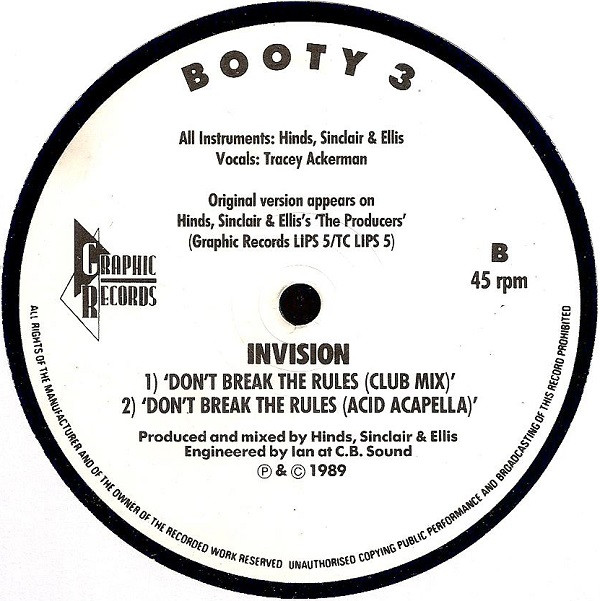 BOOTY 3
All Instruments: Hinds, Sinclair & Ellis
Vocals: Tracey Ackerman
Original version appears on
Hinds, Sinclair & Ellis's 'The Producers'
(Graphic Records LIPS 5/TC LIPS 5)
GRAPHIC
RECORDS
B
45 rpm
INVISION
1) 'DON'T BREAK THE RULES (CLUB MIX)'
2) 'DON'T BREAK THE RULES (ACID ACAPELLA)'
Produced and mixed by Hinds, Sinclair & Ellis
Engineered by Ian at C.B. Sound
Ⓟ & © 1989
ALL RIGHTS OF THE MANUFACTURER AND OF THE OWNER OF THE RECORDED WORK RESERVED UNAUTHORISED COPYING PUBLIC PERFORMANCE AND BROADCASTING OF THIS RECORD PROHIBITED